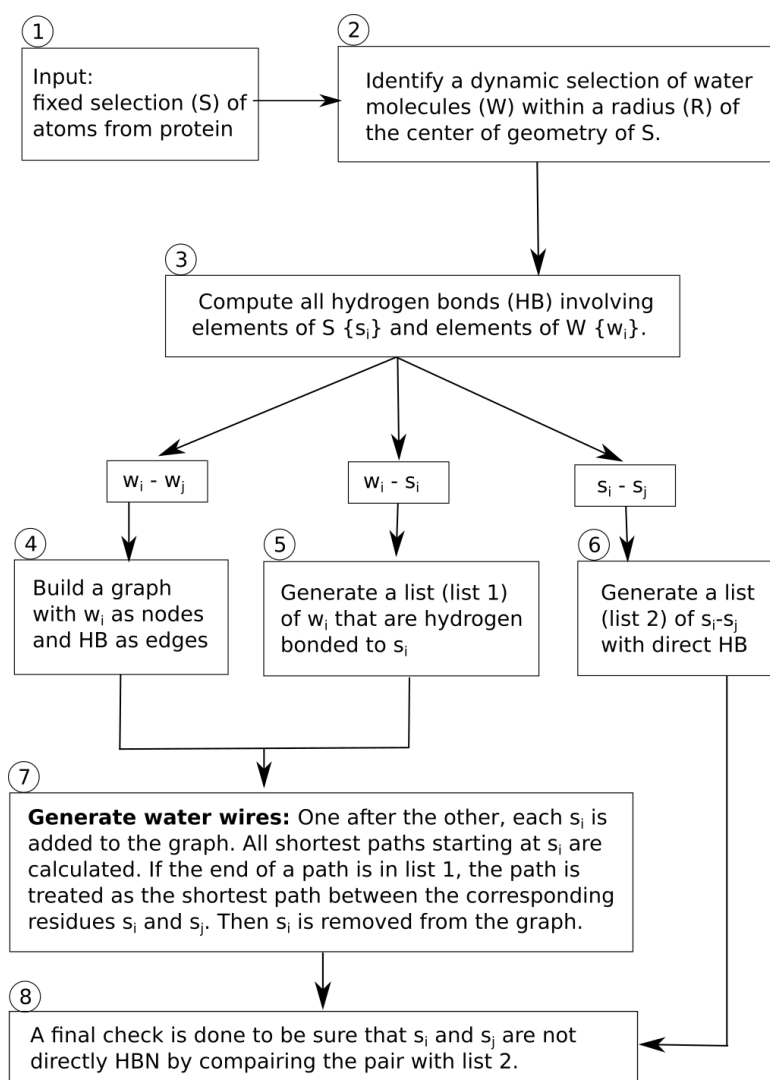 1
Input:
fixed selection (S) of
atoms from protein
2
Identify a dynamic selection of water
molecules (W) within a radius (R) of
the center of geometry of S.
3
Compute all hydrogen bonds (HB) involving
elements of S {sᵢ} and elements of W {wᵢ}.
wᵢ - wⱼ
wᵢ - sᵢ
sᵢ - sⱼ
4
Build a graph
with wᵢ as nodes
and HB as edges
5
Generate a list (list 1)
of wᵢ that are hydrogen
bonded to sᵢ
6
Generate a list
(list 2) of sᵢ-sⱼ
with direct HB
7
Generate water wires: One after the other, each sᵢ is
added to the graph. All shortest paths starting at sᵢ are
calculated. If the end of a path is in list 1, the path is
treated as the shortest path between the corresponding
residues sᵢ and sⱼ. Then sᵢ is removed from the graph.
8
A final check is done to be sure that sᵢ and sⱼ are not
directly HBN by compairing the pair with list 2.